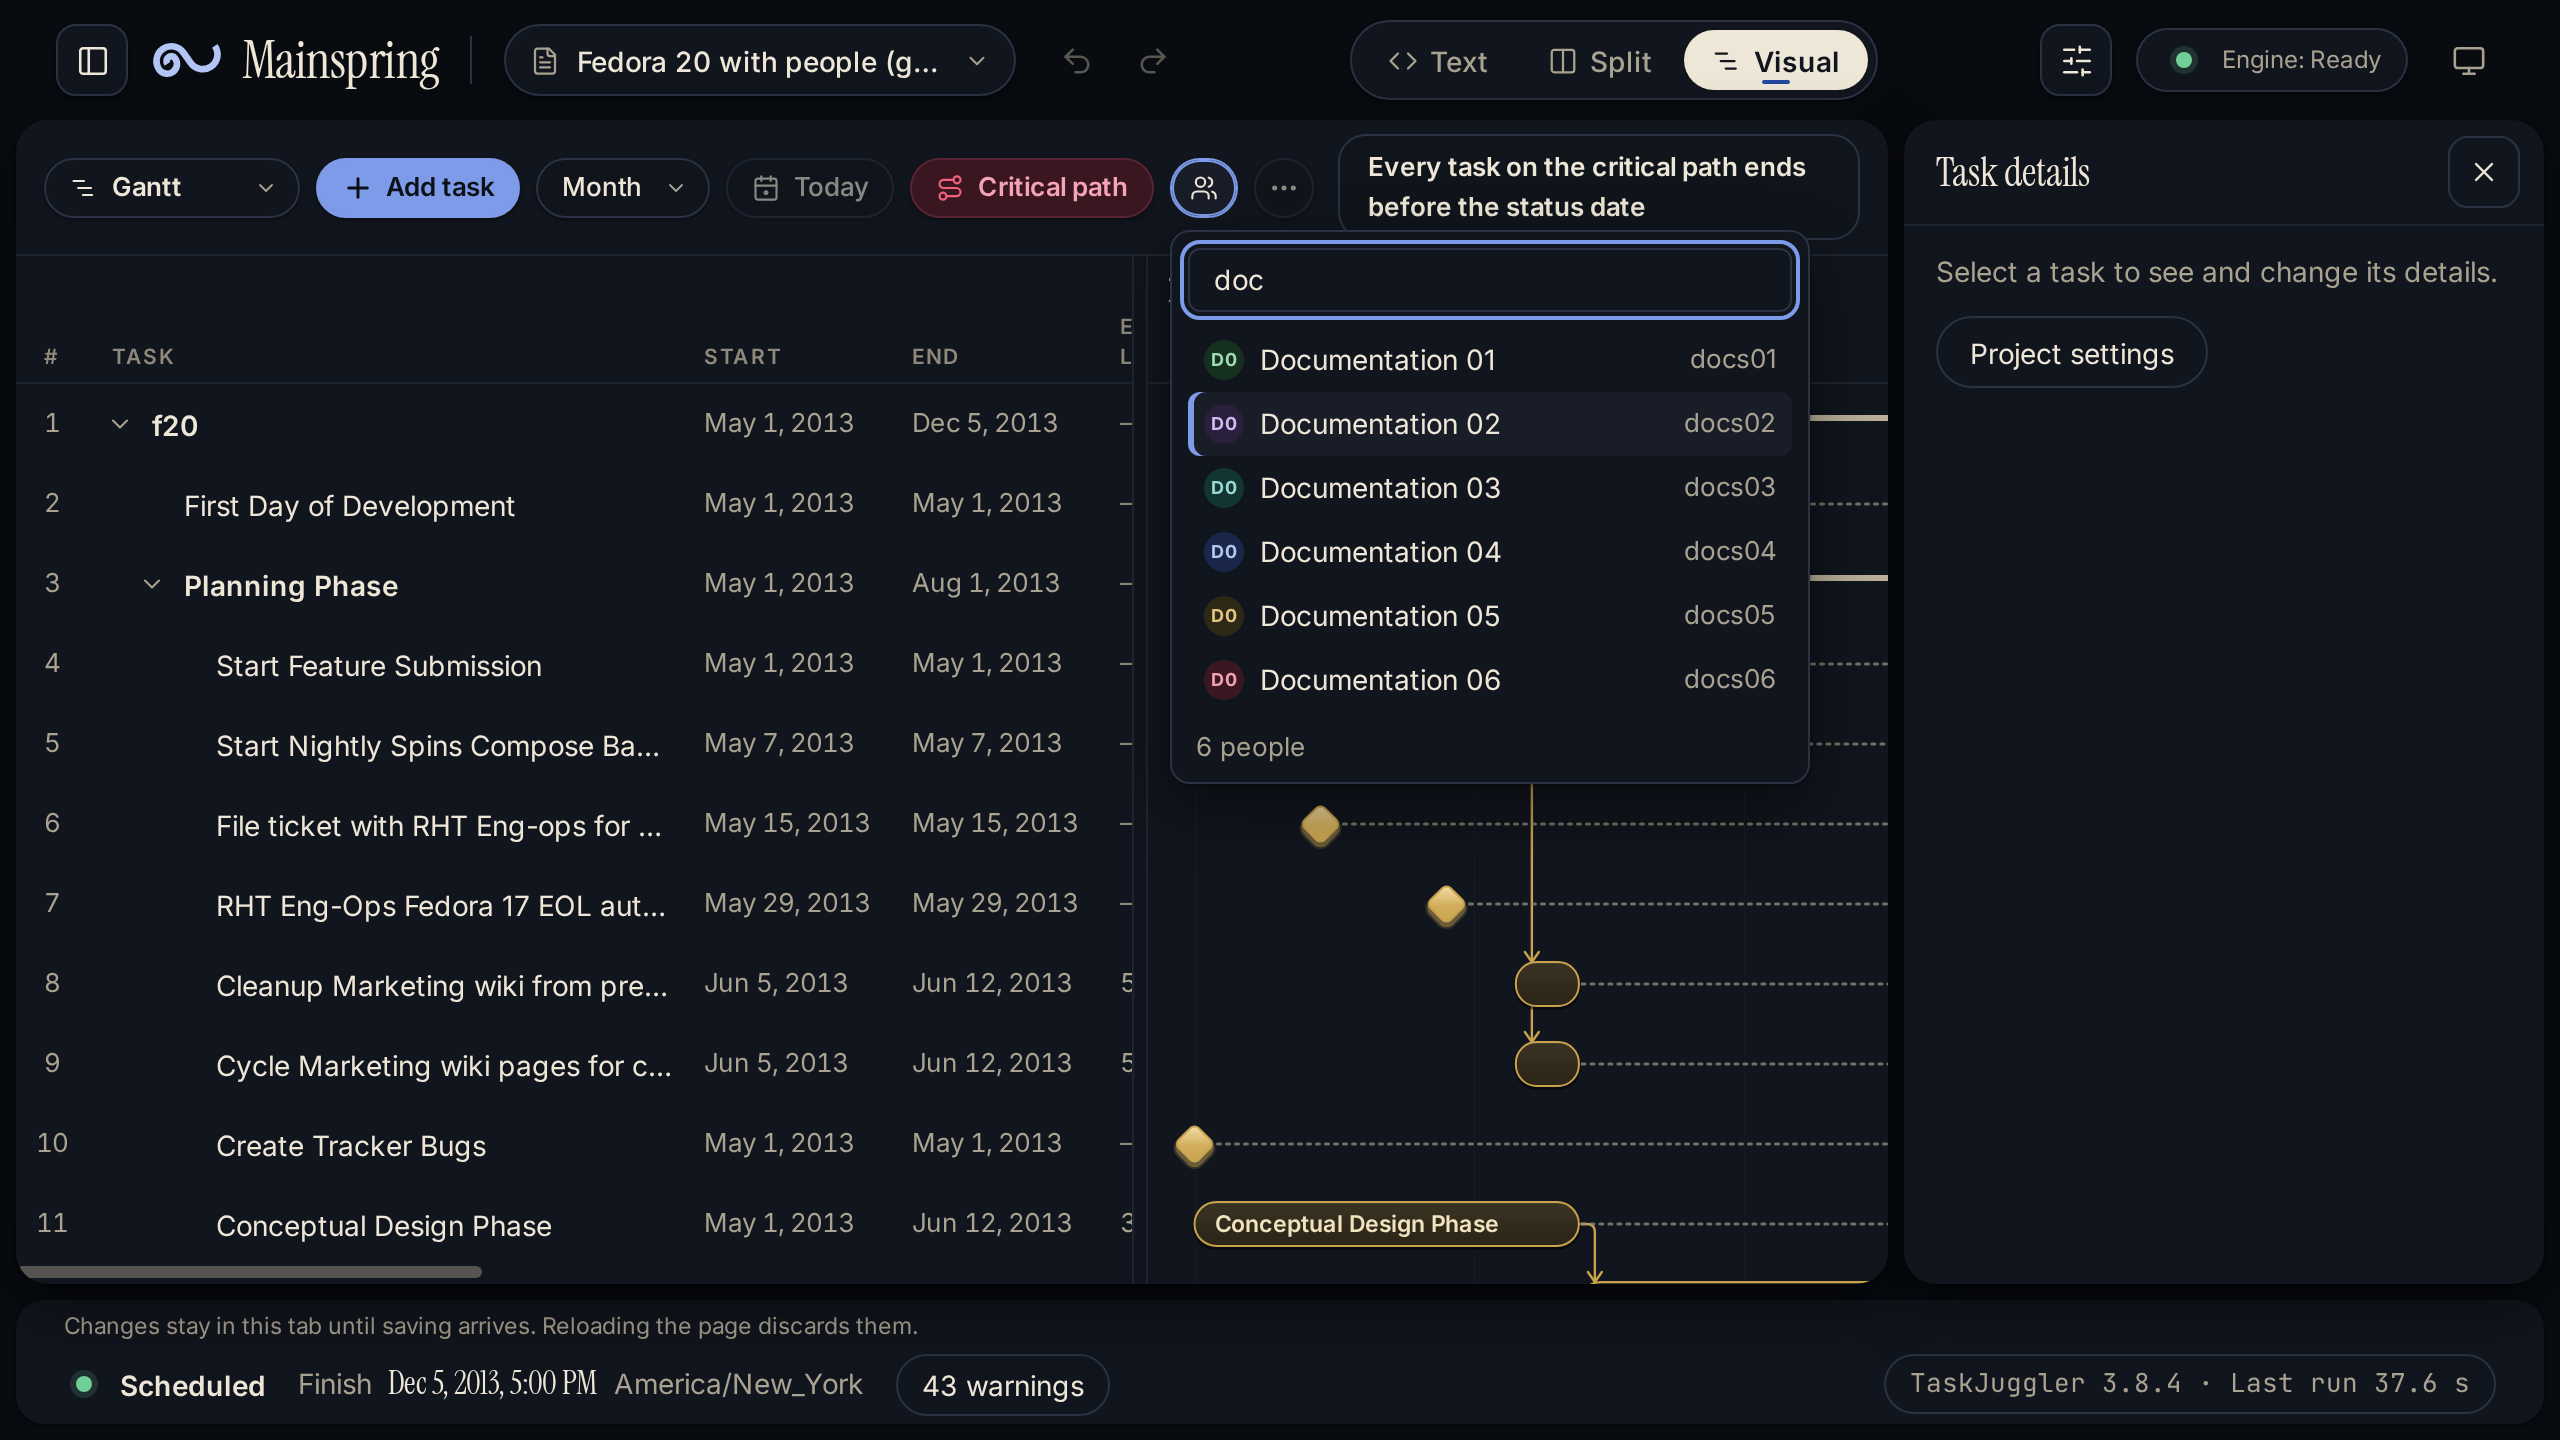 Mainspring
Fedora 20 with people (g...
Text
Split
Visual
Engine: Ready
Gantt
Add task
Month
Today
Critical path
Every task on the critical path ends
before the status date
Task details
Select a task to see and change its details.
Project settings
doc
D0 Documentation 01 docs01
D0 Documentation 02 docs02
D0 Documentation 03 docs03
D0 Documentation 04 docs04
D0 Documentation 05 docs05
D0 Documentation 06 docs06
6 people
# TASK START END
1 f20 May 1, 2013 Dec 5, 2013 –
2 First Day of Development May 1, 2013 May 1, 2013 –
3 Planning Phase May 1, 2013 Aug 1, 2013 –
4 Start Feature Submission May 1, 2013 May 1, 2013 –
5 Start Nightly Spins Compose Ba... May 7, 2013 May 7, 2013 –
6 File ticket with RHT Eng-ops for ... May 15, 2013 May 15, 2013 –
7 RHT Eng-Ops Fedora 17 EOL aut... May 29, 2013 May 29, 2013 –
8 Cleanup Marketing wiki from pre... Jun 5, 2013 Jun 12, 2013 5
9 Cycle Marketing wiki pages for c... Jun 5, 2013 Jun 12, 2013 5
10 Create Tracker Bugs May 1, 2013 May 1, 2013 –
11 Conceptual Design Phase May 1, 2013 Jun 12, 2013 3
Conceptual Design Phase
Changes stay in this tab until saving arrives. Reloading the page discards them.
Scheduled Finish Dec 5, 2013, 5:00 PM America/New_York 43 warnings
TaskJuggler 3.8.4 · Last run 37.6 s